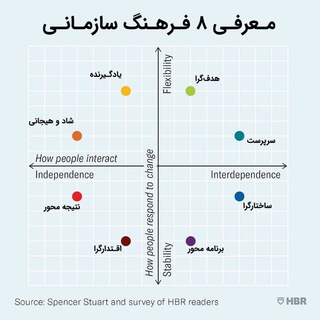 معرفی ۸ فرهنگ سازمانی
Flexibility
یادگیرنده
هدف‌گرا
شاد و هیجانی
سرپرست
How people interact
Independence
Interdependence
How people respond to change
نتیجه محور
ساختارگرا
اقتدارگرا
برنامه محور
Stability
Source: Spencer Stuart and survey of HBR readers
HBR